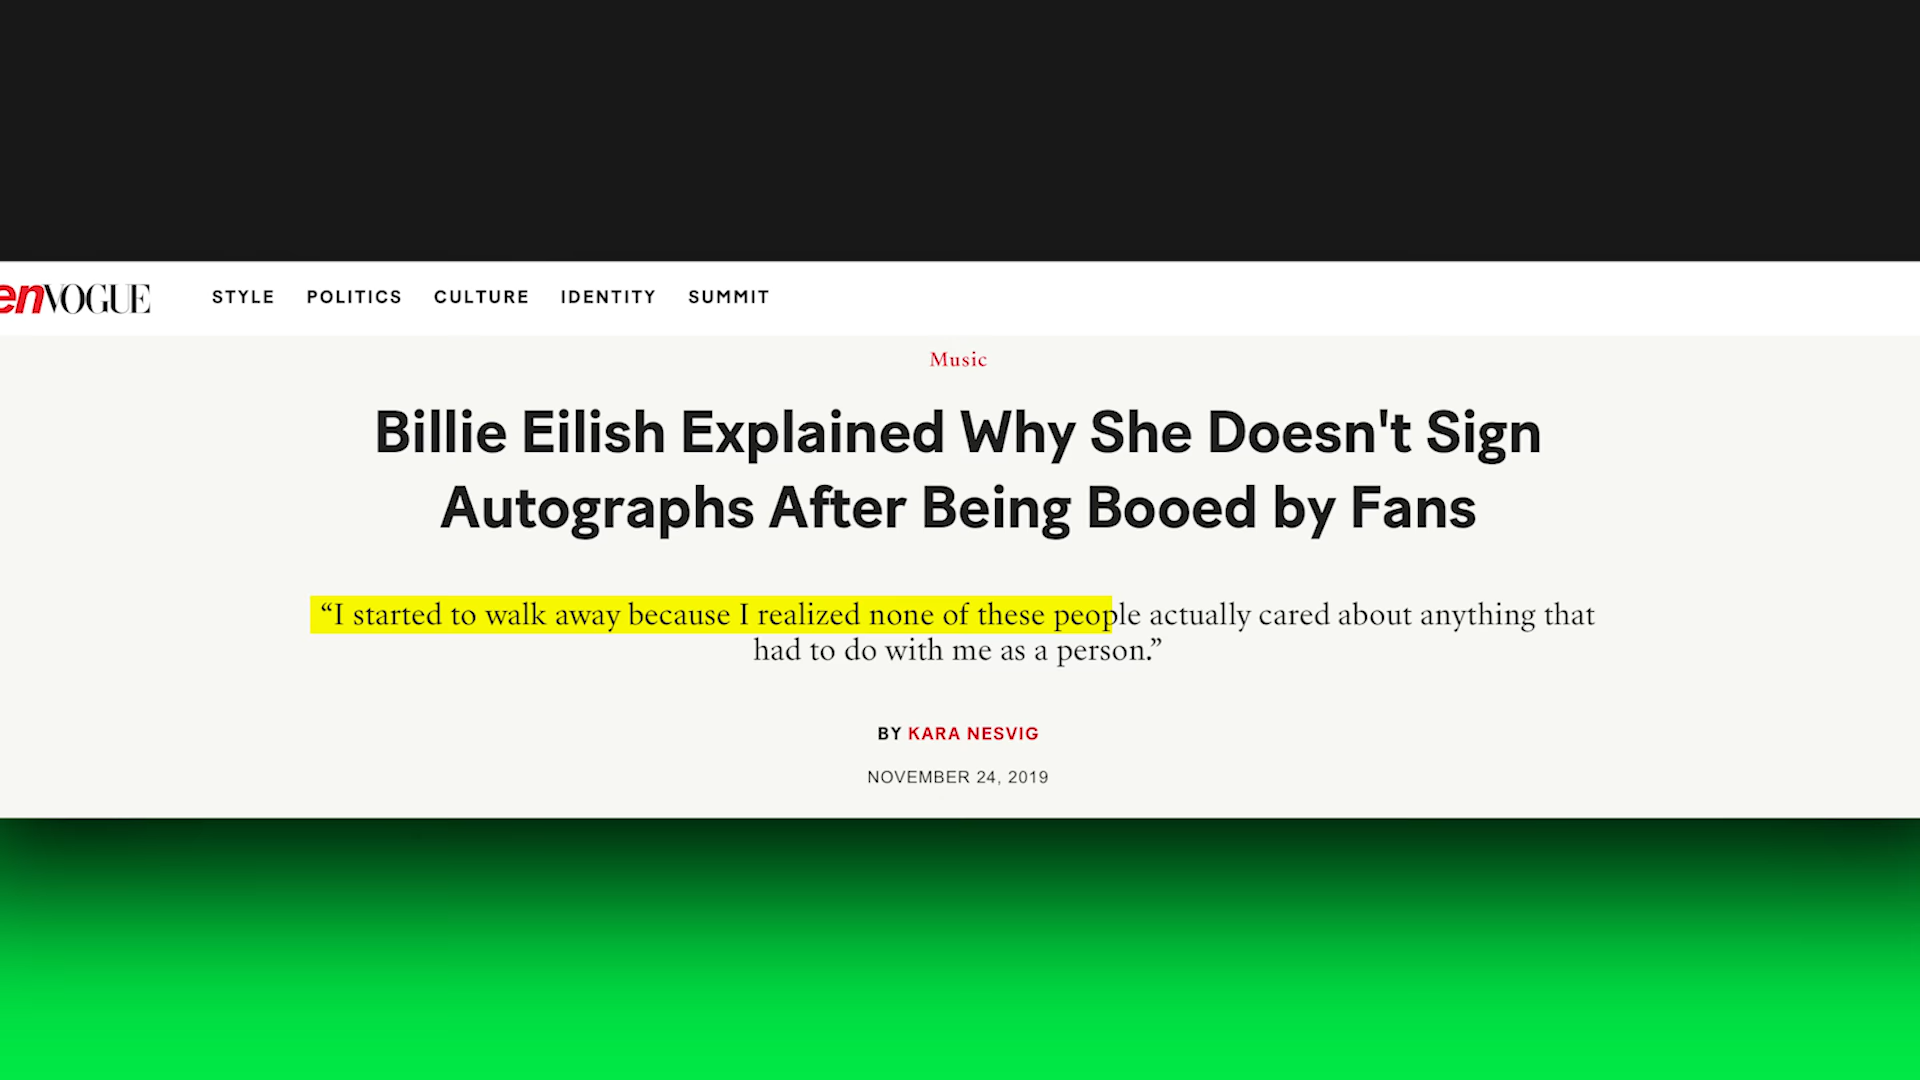 enVOGUE STYLE POLITICS CULTURE IDENTITY SUMMIT
Music
Billie Eilish Explained Why She Doesn't Sign
Autographs After Being Booed by Fans
“I started to walk away because I realized none of these people actually cared about anything that
had to do with me as a person.”
BY KARA NESVIG
NOVEMBER 24, 2019